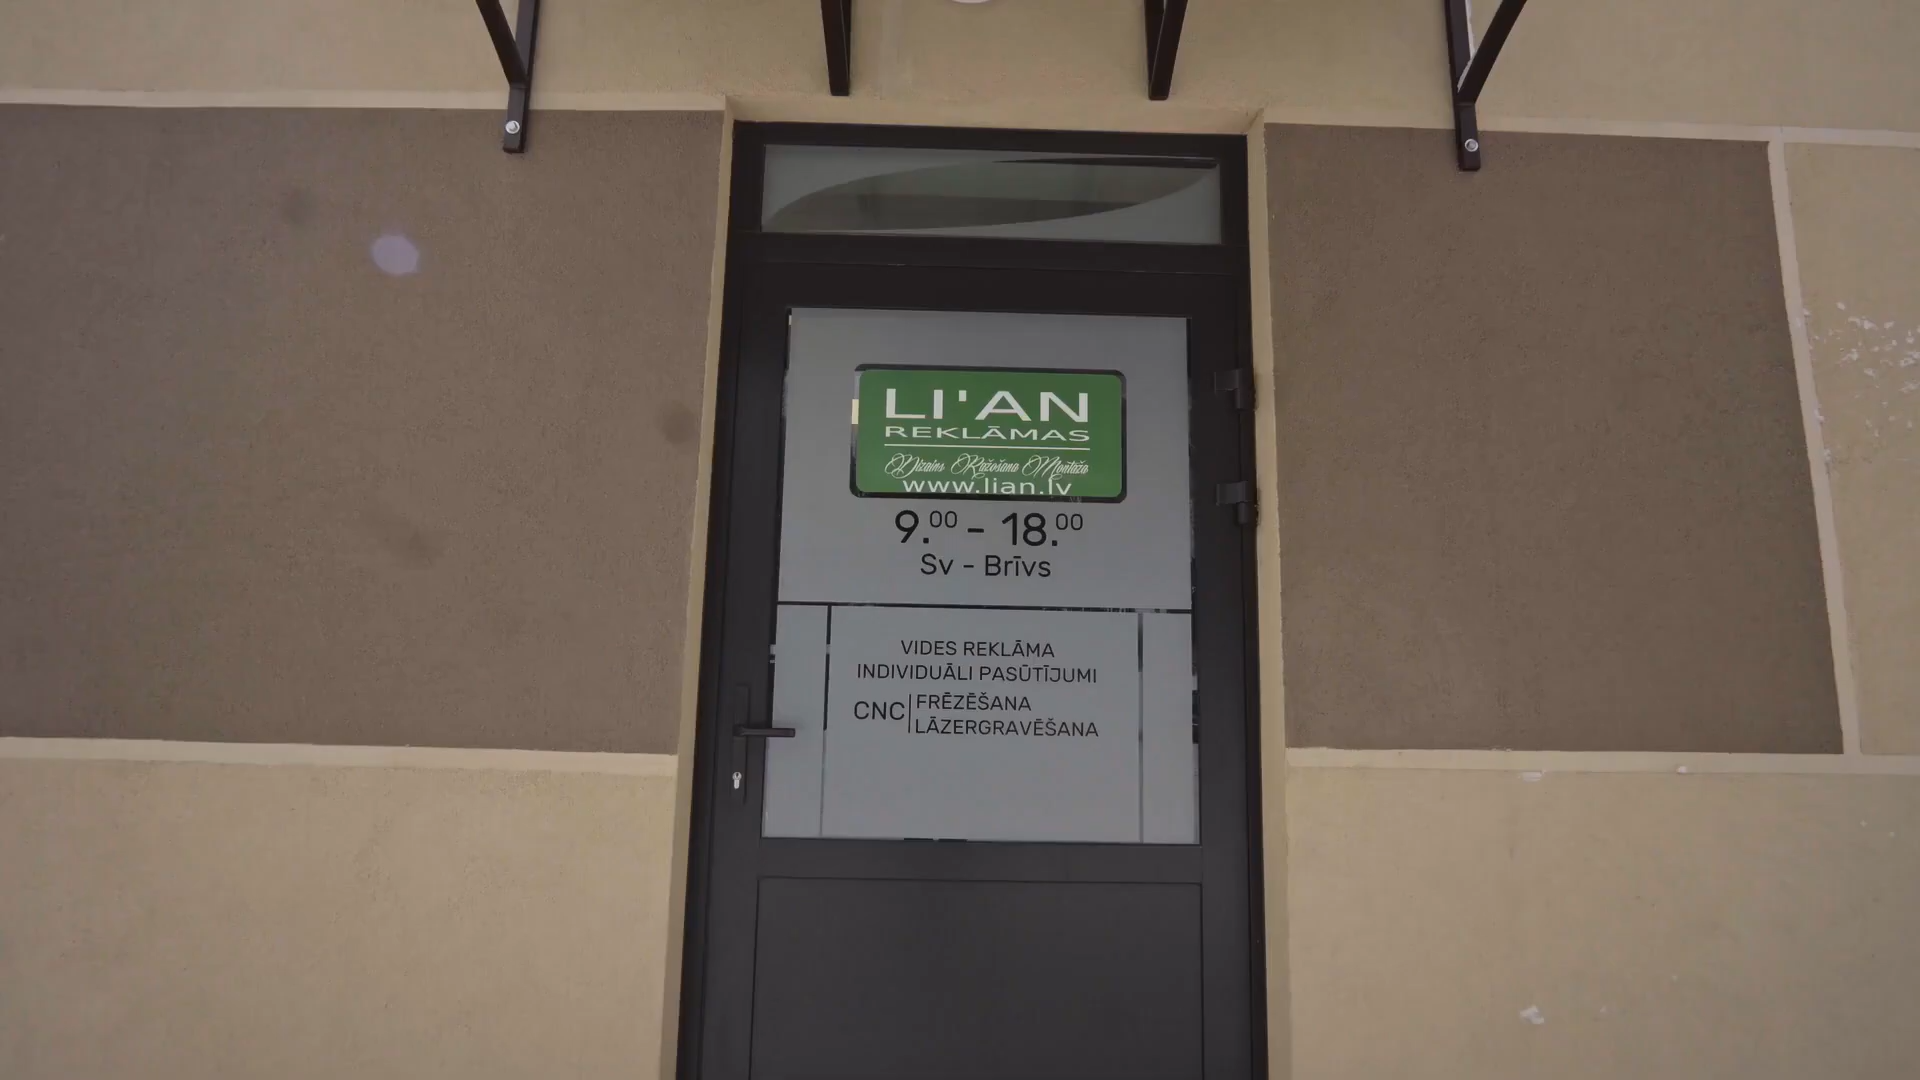 LI'AN
REKLĀMAS
Dizains Ražošana Montāža
www.lian.lv
9.00 - 18.00
Sv - Brīvs
VIDES REKLĀMA
INDIVIDUĀLI PASŪTĪJUMI
CNC FRĒZĒŠANA
LĀZERGRAVĒŠANA